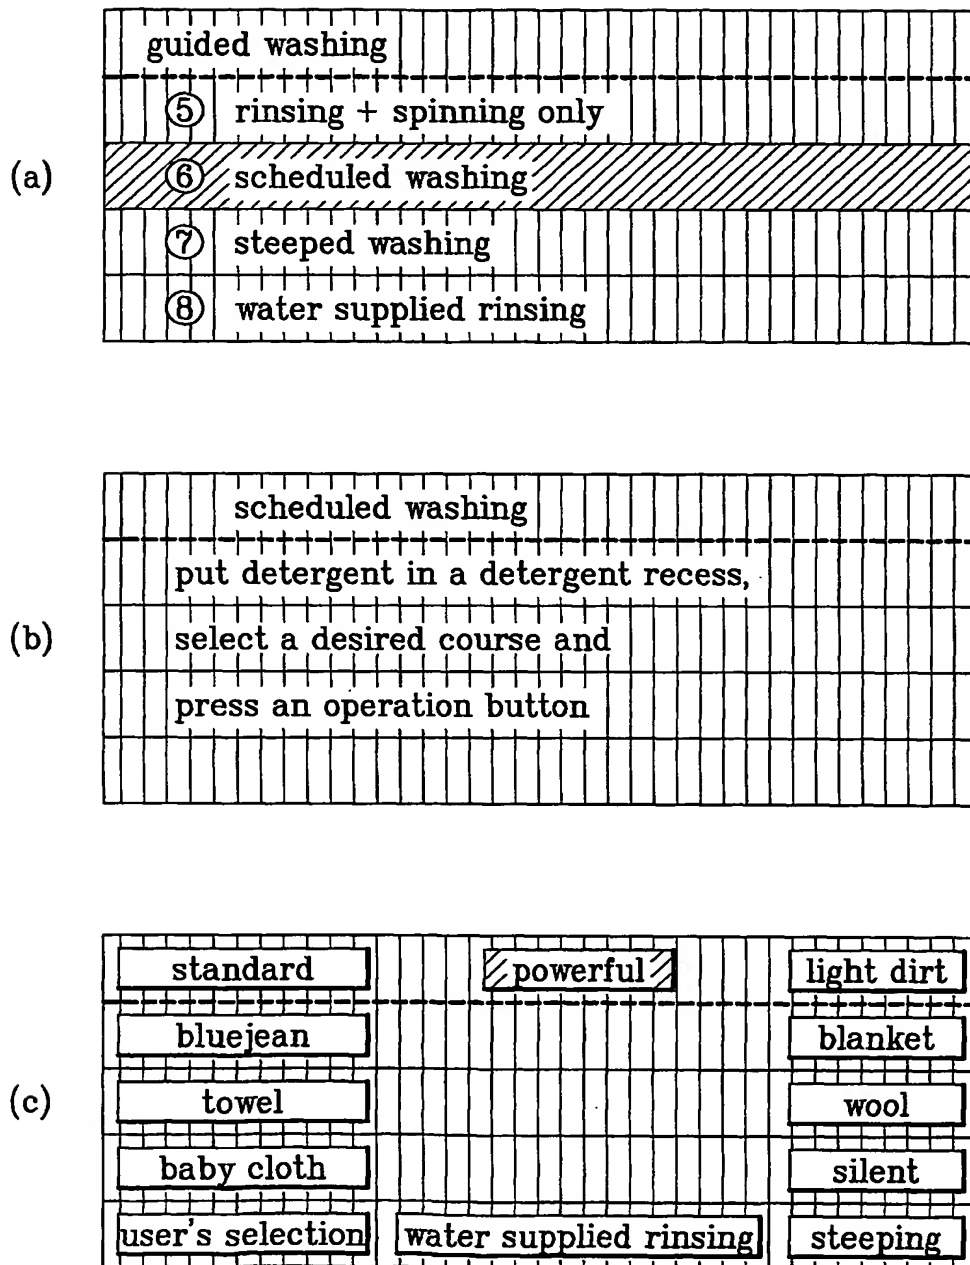 guided washing
⑤ rinsing + spinning only
(a)
⑥ scheduled washing
⑦ steeped washing
⑧ water supplied rinsing
scheduled washing
put detergent in a detergent recess,
(b)
select a desired course and
press an operation button
standard powerful light dirt
bluejean blanket
(c)
towel wool
baby cloth silent
user's selection water supplied rinsing steeping